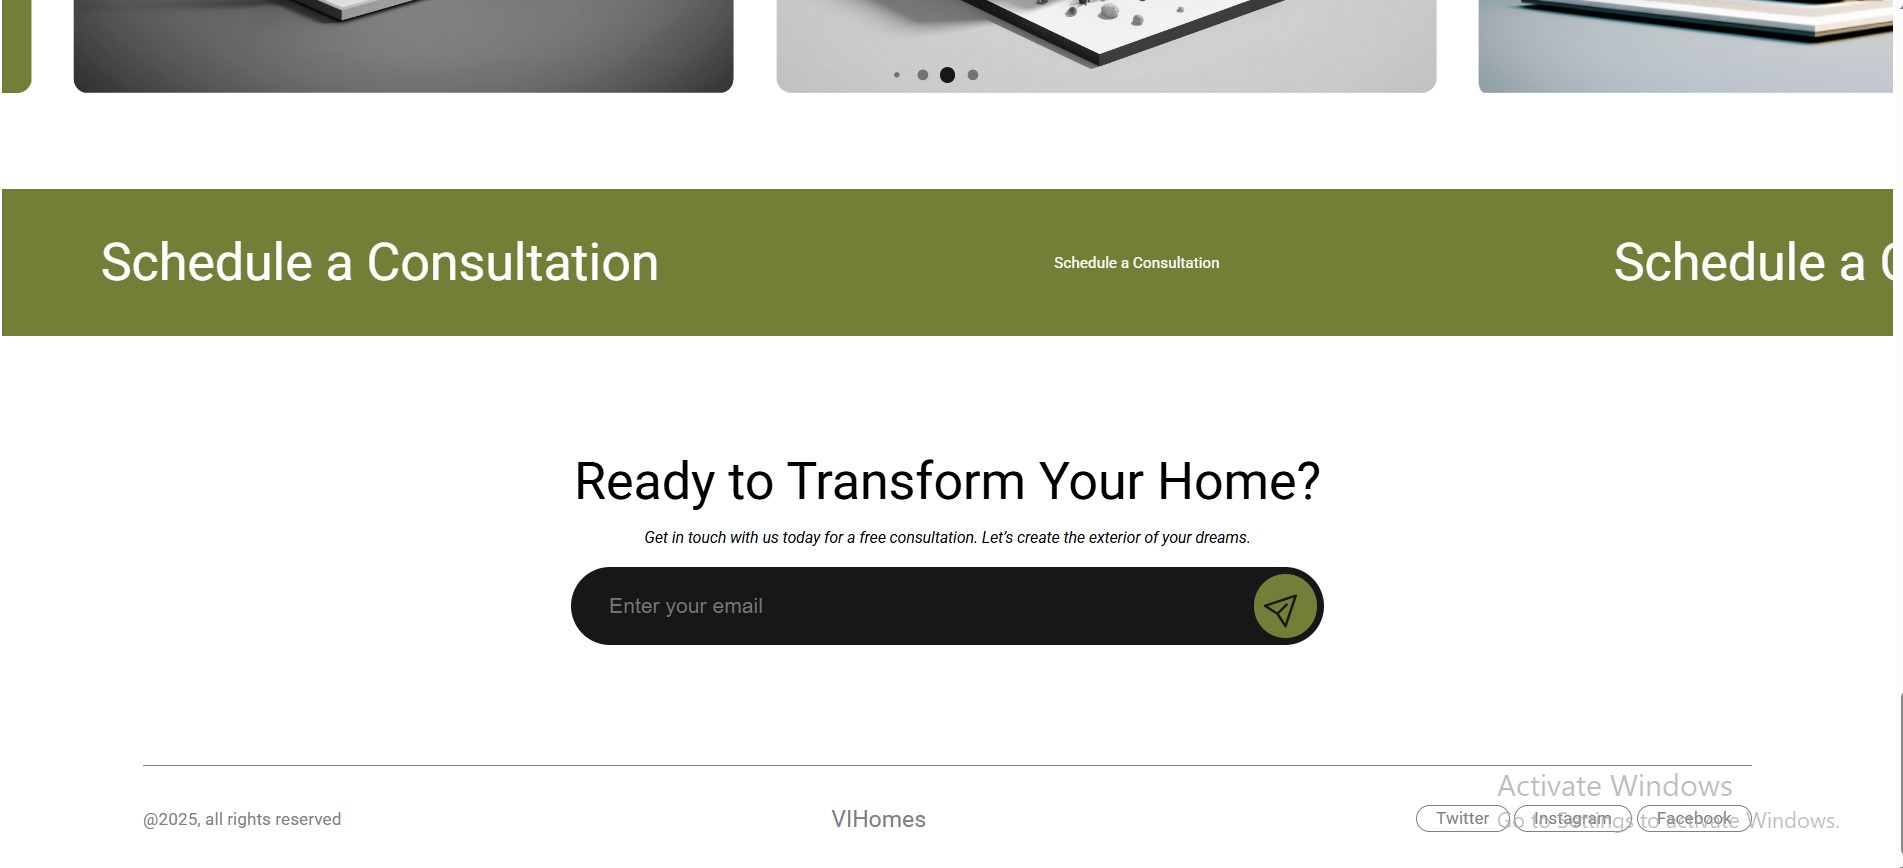 Schedule a Consultation
Schedule a Consultation
Schedule a
Ready to Transform Your Home?
Get in touch with us today for a free consultation. Let's create the exterior of your dreams.
Enter your email
Activate Windows
Go to Settings to activate Windows.
@2025, all rights reserved
VIHomes
Twitter
Instagram
Facebook